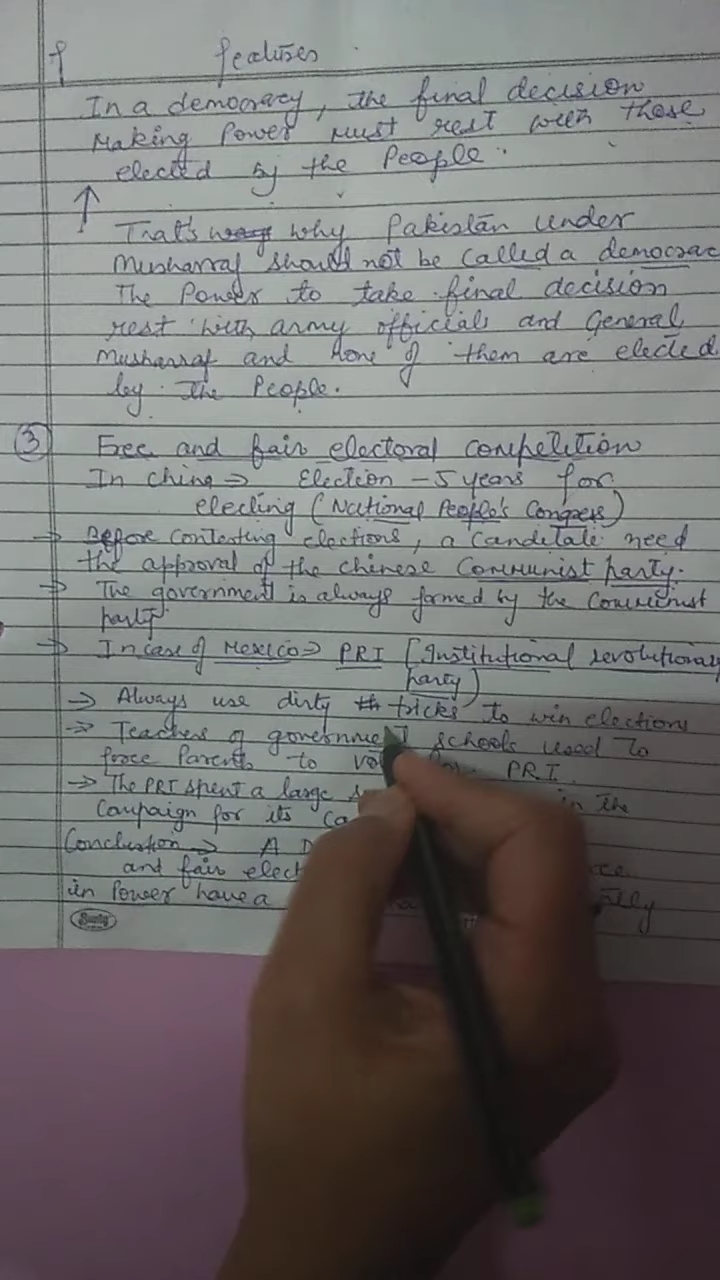 features
In a democracy, the final decision
Making Power Must rest with those
elected by the People.
That's why Pakistan under
Musharraf should not be called a democrac
The Power to take final decision
rest with army officials and General
Musharraf and None of them are elected
by the People.
③ Free and fair electoral competition
In China ⇒ Election - 5 years for
electing (National People's Congress)
→ Before contesting elections, a Candidate need
the approval of the chinese Communist party.
→ The government is always formed by the Communist
party
→ In case of Mexico ⇒ PRI [Institutional revolutionary
party)
→ Always use dirty tricks to win elections
→ Teachers of government schools used to
force Parents to PRI.
→ The PRI spent a large in the
Campaign for its
Conclusion → A
and fair
in Power have a